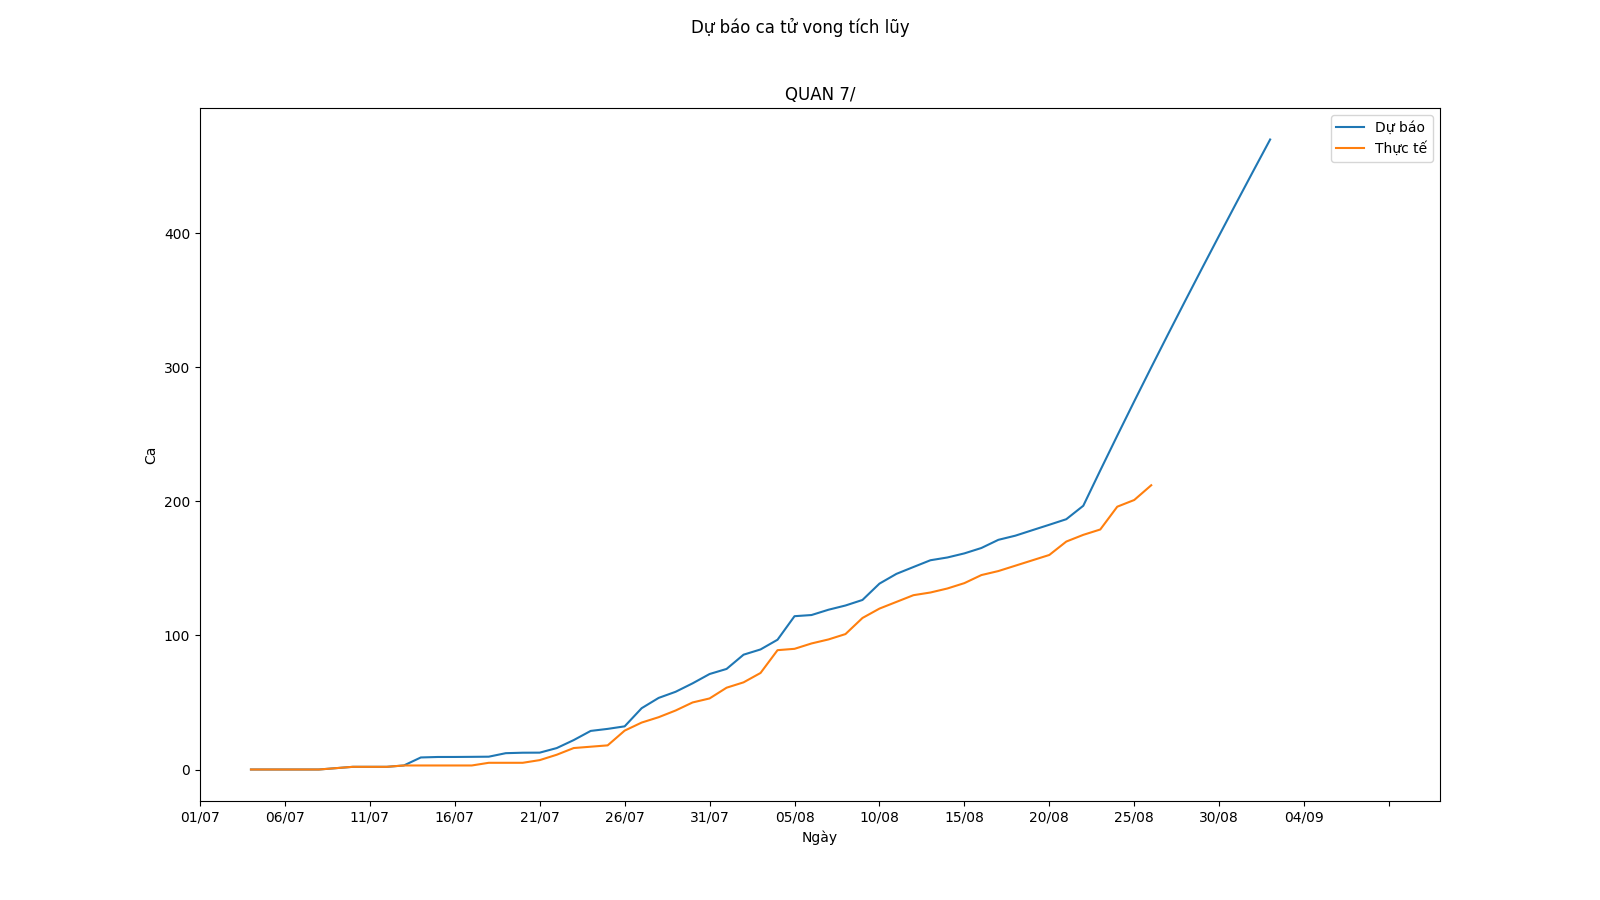 Dự báo ca tử vong tích lũy
QUAN 7/
Dự báo
Thực tế
400
300
200
100
0
Ca
01/07 06/07 11/07 16/07 21/07 26/07 31/07 05/08 10/08 15/08 20/08 25/08 30/08 04/09
Ngày